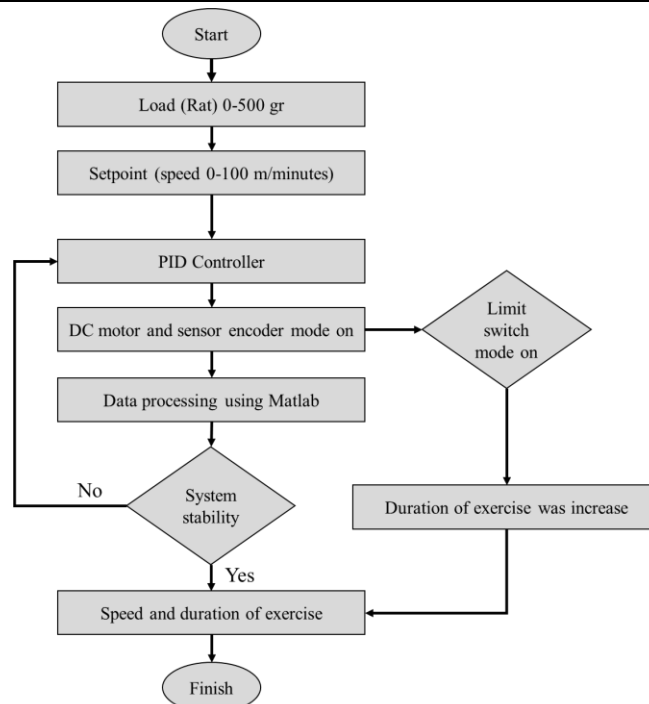 Start
Load (Rat) 0-500 gr
Setpoint (speed 0-100 m/minutes)
PID Controller
Limit
switch
mode on
DC motor and sensor encoder mode on
Data processing using Matlab
No
System
stability
Duration of exercise was increase
Yes
Speed and duration of exercise
Finish